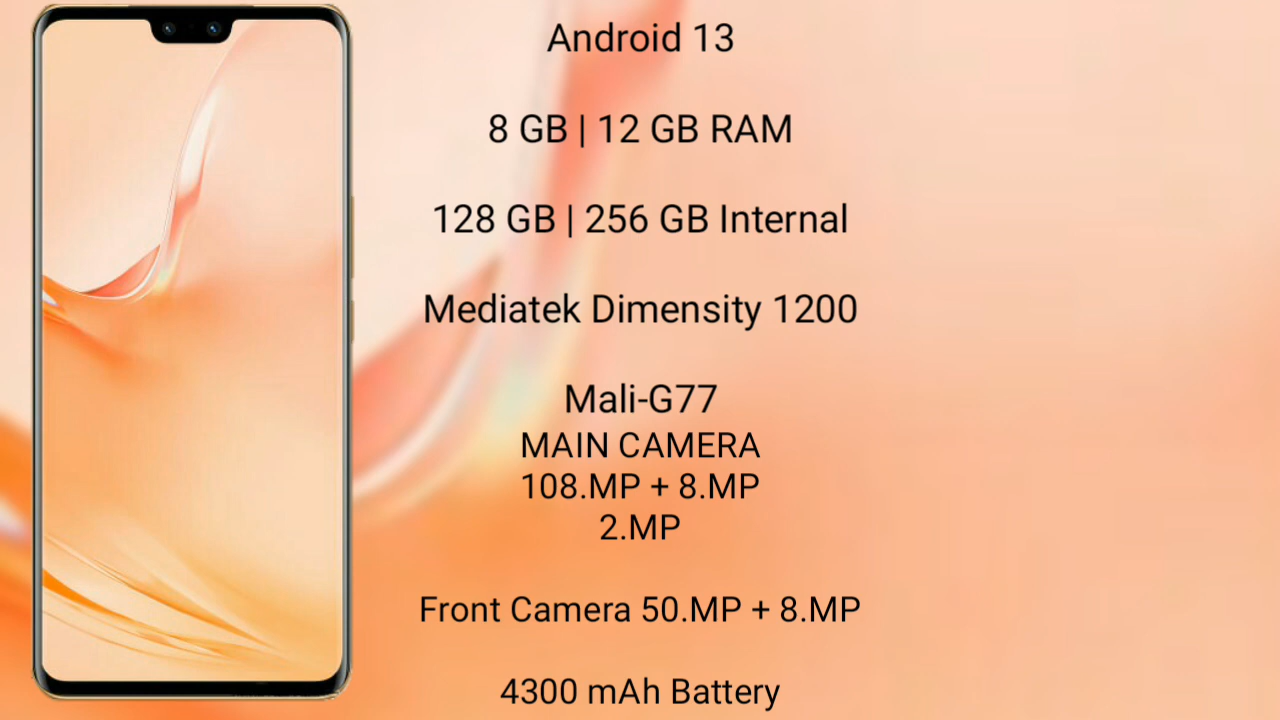 Android 13
8 GB | 12 GB RAM
128 GB | 256 GB Internal
Mediatek Dimensity 1200
Mali-G77
MAIN CAMERA
108.MP + 8.MP
2.MP
Front Camera 50.MP + 8.MP
4300 mAh Battery